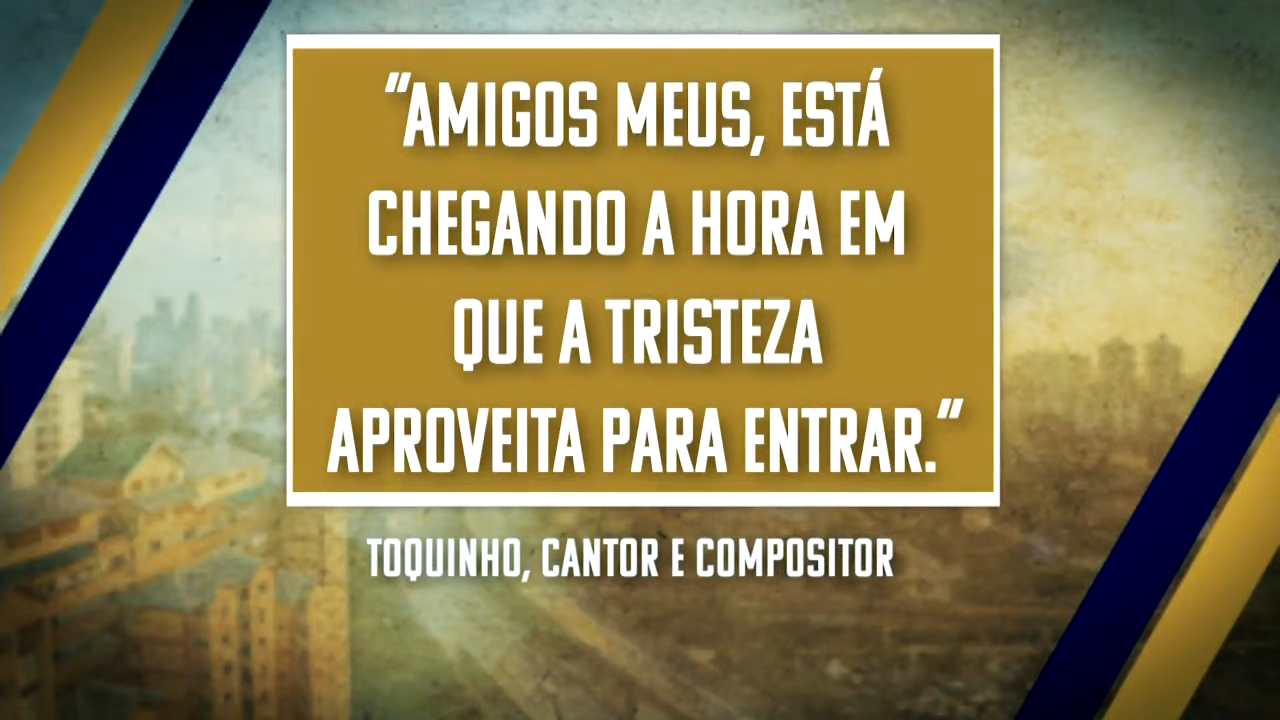 “AMIGOS MEUS, ESTÁ
CHEGANDO A HORA EM
QUE A TRISTEZA
APROVEITA PARA ENTRAR.”
TOQUINHO, CANTOR E COMPOSITOR